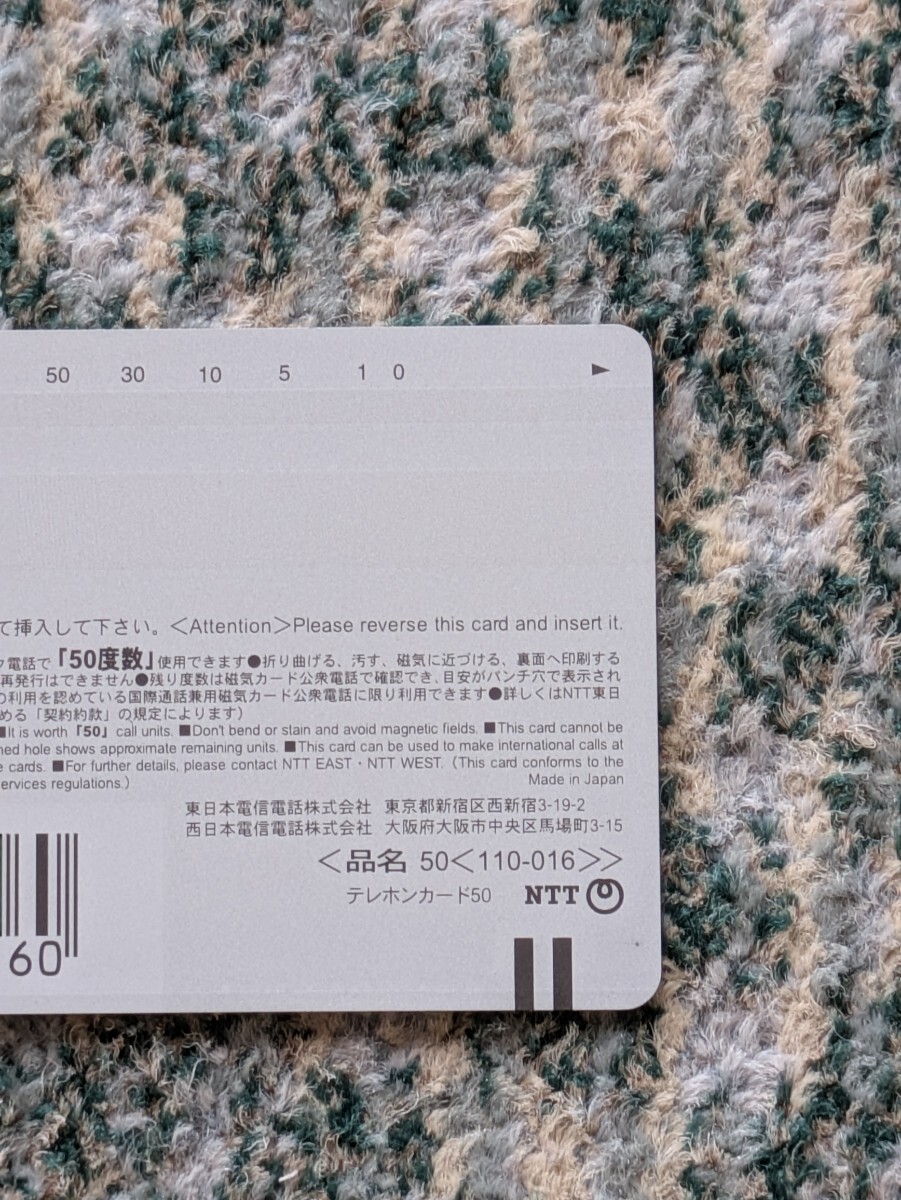 50 30 10 5 1 0 ▶
て挿入して下さい。＜Attention＞Please reverse this card and insert it.
ク電話で「50度数」使用できます●折り曲げる、汚す、磁気に近づける、裏面へ印刷する
再発行はできません●残り度数は磁気カード公衆電話で確認でき、目安がパンチ穴で表示され
の利用を認めている国際通話兼用磁気カード公衆電話に限り利用できます●詳しくはNTT東日
める「契約約款」の規定によります)
■It is worth「50」call units. ■Don't bend or stain and avoid magnetic fields. ■This card cannot be
ned hole shows approximate remaining units. ■This card can be used to make international calls at
e cards. ■For further details, please contact NTT EAST・NTT WEST. (This card conforms to the
ervices regulations.) Made in Japan
東日本電信電話株式会社 東京都新宿区西新宿3-19-2
西日本電信電話株式会社 大阪府大阪市中央区馬場町3-15
＜品名 50＜110-016＞＞
テレホンカード50 NTT
60